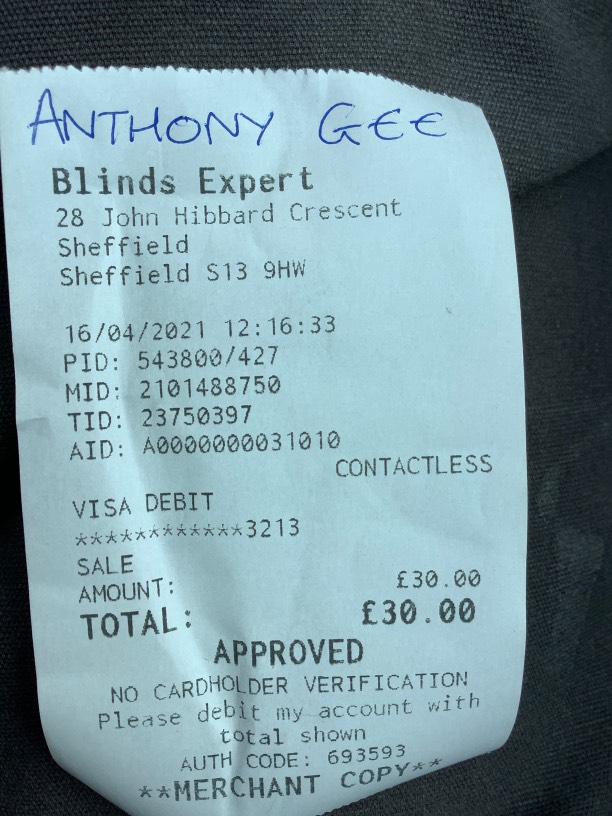 ANTHONY GEE
Blinds Expert
28 John Hibbard Crescent
Sheffield
Sheffield S13 9HW
16/04/2021 12:16:33
PID: 543800/427
MID: 2101488750
TID: 23750397
AID: A0000000031010
CONTACTLESS
VISA DEBIT
************3213
SALE
AMOUNT: £30.00
TOTAL: £30.00
APPROVED
NO CARDHOLDER VERIFICATION
Please debit my account with
total shown
AUTH CODE: 693593
**MERCHANT COPY**